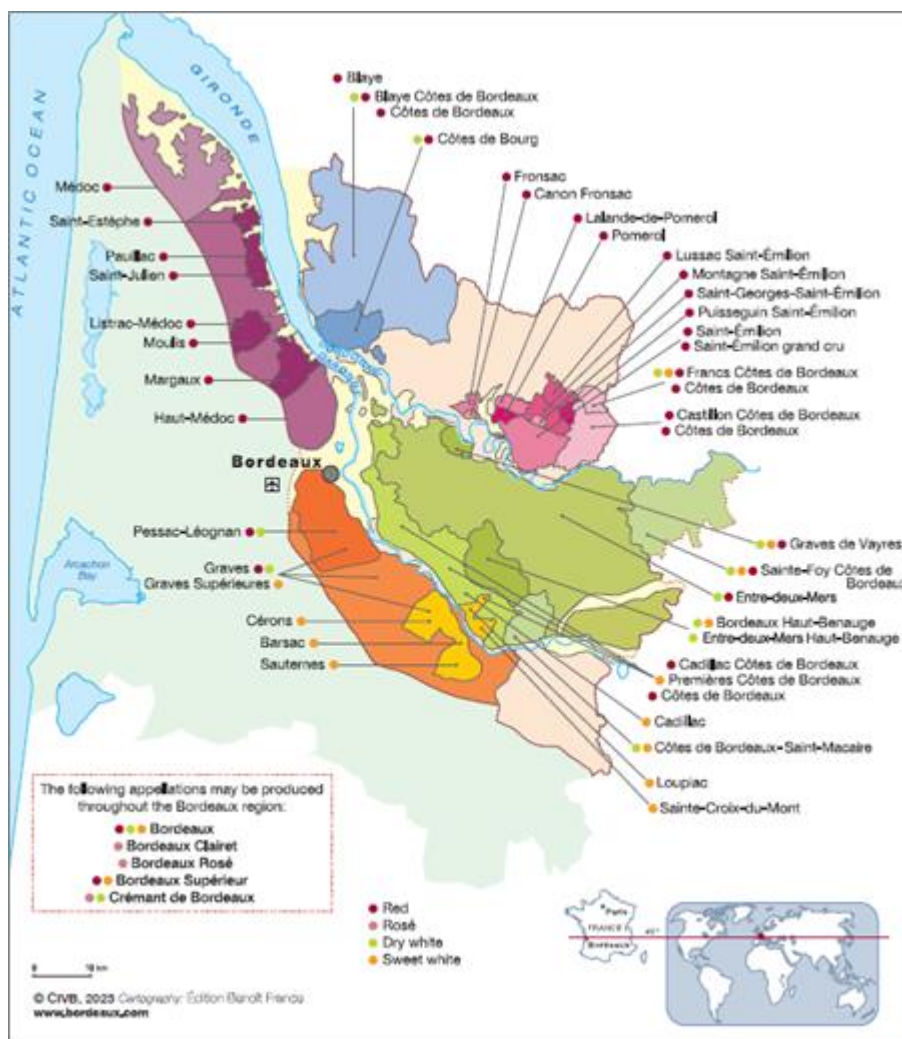 ATLANTIC OCEAN
GIRONDE
Blaye
Blaye Côtes de Bordeaux
Côtes de Bordeaux
Côtes de Bourg
Fronsac
Canon Fronsac
Lalande-de-Pomerol
Pomerol
Lussac Saint-Émilion
Montagne Saint-Émilion
Saint-Georges-Saint-Émilion
Puisseguin Saint-Émilion
Saint-Émilion
Saint-Émilion grand cru
Francs Côtes de Bordeaux
Côtes de Bordeaux
Castillon Côtes de Bordeaux
Côtes de Bordeaux
Médoc
Saint-Estèphe
Pauillac
Saint-Julien
Listrac-Médoc
Moulis
Margaux
Haut-Médoc
Bordeaux
Pessac-Léognan
Graves
Graves Supérieures
Cérons
Barsac
Sauternes
Arcachon
Bay
Graves de Vayres
Sainte-Foy Côtes de
Bordeaux
Entre-deux-Mers
Bordeaux Haut-Benauge
Entre-deux-Mers Haut-Benauge
Cadillac Côtes de Bordeaux
Premières Côtes de Bordeaux
Côtes de Bordeaux
Cadillac
Côtes de Bordeaux-Saint-Macaire
Loupiac
Sainte-Croix-du-Mont
The following appellations may be produced
throughout the Bordeaux region:
Bordeaux
Bordeaux Clairet
Bordeaux Rosé
Bordeaux Supérieur
Crémant de Bordeaux
Red
Rosé
Dry white
Sweet white
Paris
FRANCE
45°
Bordeaux
0 10 km
© CIVB, 2023 Cartography: Édition Benoît France
www.bordeaux.com